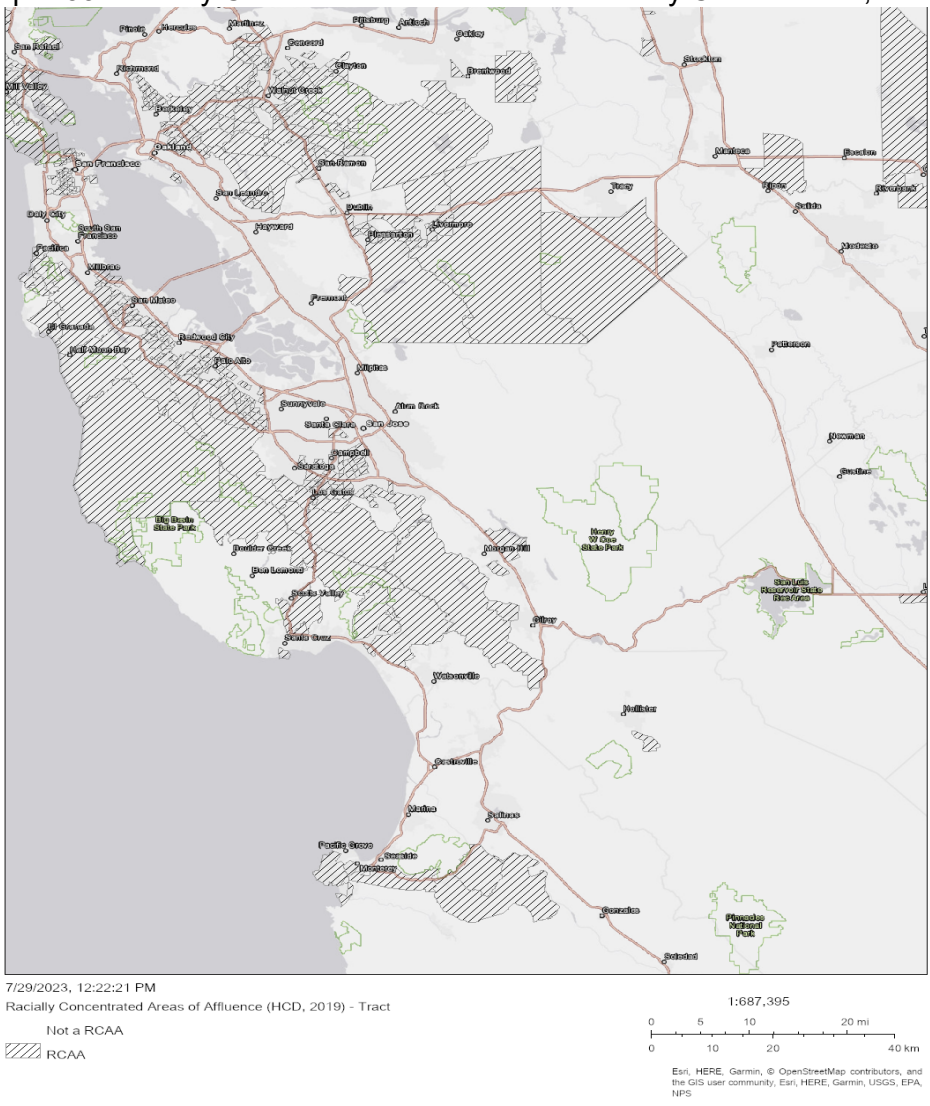 Pinole
Hercules
Martinez
Pittsburg
Antioch
Oakley
San Rafael
Concord
Richmond
Clayton
Brentwood
Stockton
Mill Valley
Walnut Creek
Berkeley
Oakland
San Francisco
San Ramon
Manteca
Escalon
San Leandro
Tracy
Ripon
Riverbank
Dublin
Salida
Daly City
South San
Francisco
Hayward
Pleasanton
Livermore
Pacifica
Modesto
Millbrae
San Mateo
Fremont
El Granada
Redwood City
Half Moon Bay
Palo Alto
Patterson
Milpitas
Sunnyvale
Alum Rock
Santa Clara
San Jose
Newman
Campbell
Saratoga
Gustine
Los Gatos
Big Basin
State Park
Henry
W Coe
State Park
Boulder Creek
Morgan Hill
Ben Lomond
San Luis
Reservoir State
Rec Area
Scotts Valley
Gilroy
Santa Cruz
Watsonville
Hollister
Castroville
Marina
Salinas
Pacific Grove
Seaside
Monterey
Gonzales
Pinnacles
National
Park
Soledad
7/29/2023, 12:22:21 PM
Racially Concentrated Areas of Affluence (HCD, 2019) - Tract
Not a RCAA
RCAA
1:687,395
0 5 10 20 mi
0 10 20 40 km
Esri, HERE, Garmin, © OpenStreetMap contributors, and
the GIS user community, Esri, HERE, Garmin, USGS, EPA,
NPS